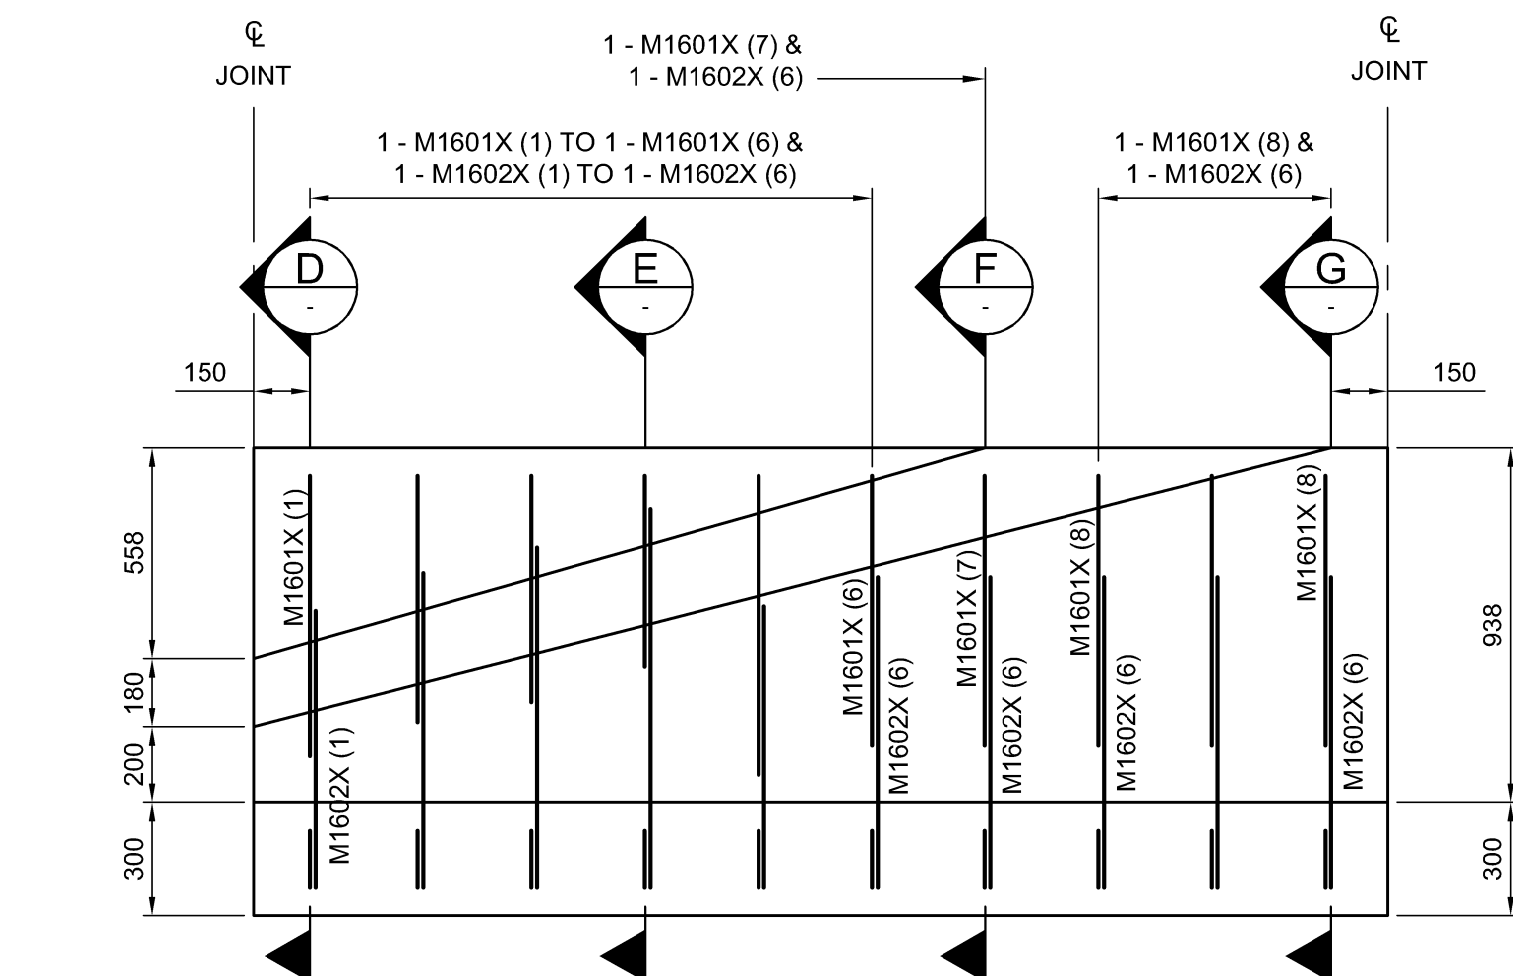 ℄
JOINT
1 - M1601X (7) &
1 - M1602X (6)
℄
JOINT
1 - M1601X (1) TO 1 - M1601X (6) &
1 - M1602X (1) TO 1 - M1602X (6)
1 - M1601X (8) &
1 - M1602X (6)
D
-
E
-
F
-
G
-
150
150
558
180
200
300
938
300
M1601X (1)
M1602X (1)
M1601X (6)
M1602X (6)
M1601X (7)
M1602X (6)
M1601X (8)
M1602X (6)
M1601X (8)
M1602X (6)